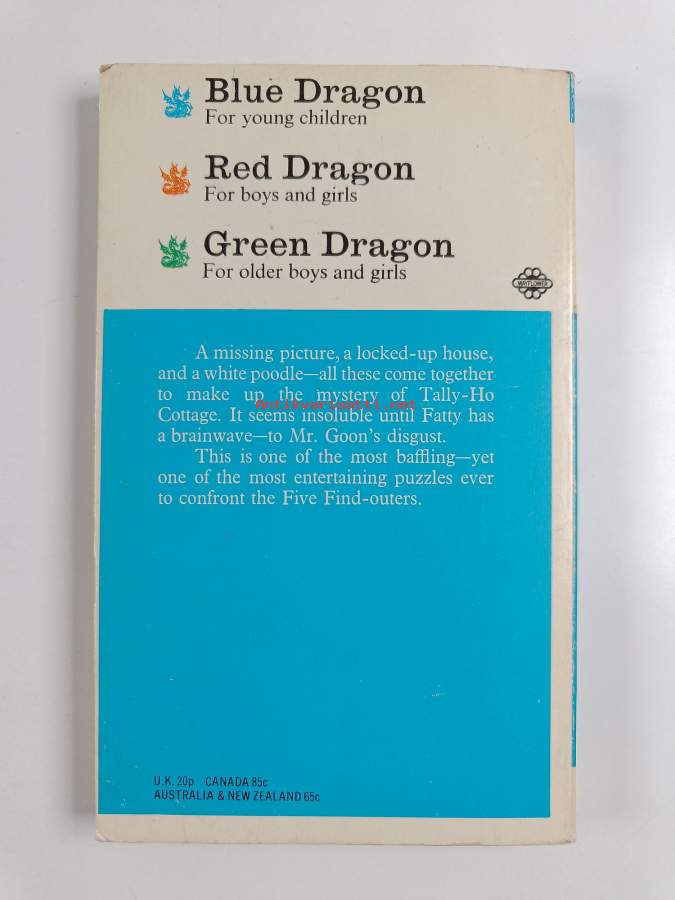 Blue Dragon
For young children
Red Dragon
For boys and girls
Green Dragon
For older boys and girls
MAYFLOWER
A missing picture, a locked-up house,
and a white poodle—all these come together
to make up the mystery of Tally-Ho
Antikvariaatti.net
Cottage. It seems insoluble until Fatty has
a brainwave—to Mr. Goon's disgust.
This is one of the most baffling—yet
one of the most entertaining puzzles ever
to confront the Five Find-outers.
U.K. 20p CANADA 85c
AUSTRALIA & NEW ZEALAND 65c